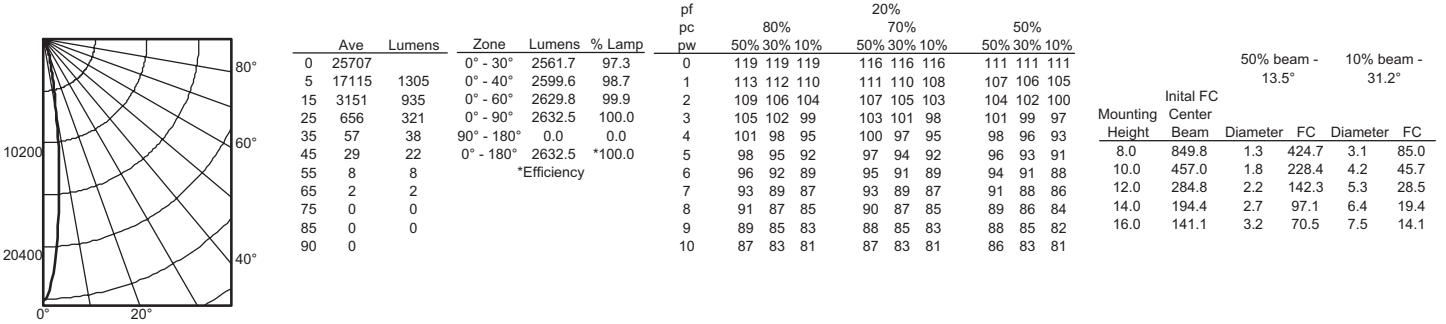 80°
60°
40°
20°
0°
10200
20400
Ave Lumens
0 25707
5 17115 1305
15 3151 935
25 656 321
35 57 38
45 29 22
55 8 8
65 2 2
75 0 0
85 0 0
90 0
Zone Lumens % Lamp
0° - 30° 2561.7 97.3
0° - 40° 2599.6 98.7
0° - 60° 2629.8 99.9
0° - 90° 2632.5 100.0
90° - 180° 0.0 0.0
0° - 180° 2632.5 *100.0
*Efficiency
pf 20%
pc 80% 70% 50%
pw 50% 30% 10% 50% 30% 10% 50% 30% 10%
0 119 119 119 116 116 116 111 111 111
1 113 112 110 111 110 108 107 106 105
2 109 106 104 107 105 103 104 102 100
3 105 102 99 103 101 98 101 99 97
4 101 98 95 100 97 95 98 96 93
5 98 95 92 97 94 92 96 93 91
6 96 92 89 95 91 89 94 91 88
7 93 89 87 93 89 87 91 88 86
8 91 87 85 90 87 85 89 86 84
9 89 85 83 88 85 83 88 85 82
10 87 83 81 87 83 81 86 83 81
50% beam - 10% beam -
13.5° 31.2°
Inital FC
Mounting Center
Height Beam Diameter FC Diameter FC
8.0 849.8 1.3 424.7 3.1 85.0
10.0 457.0 1.8 228.4 4.2 45.7
12.0 284.8 2.2 142.3 5.3 28.5
14.0 194.4 2.7 97.1 6.4 19.4
16.0 141.1 3.2 70.5 7.5 14.1